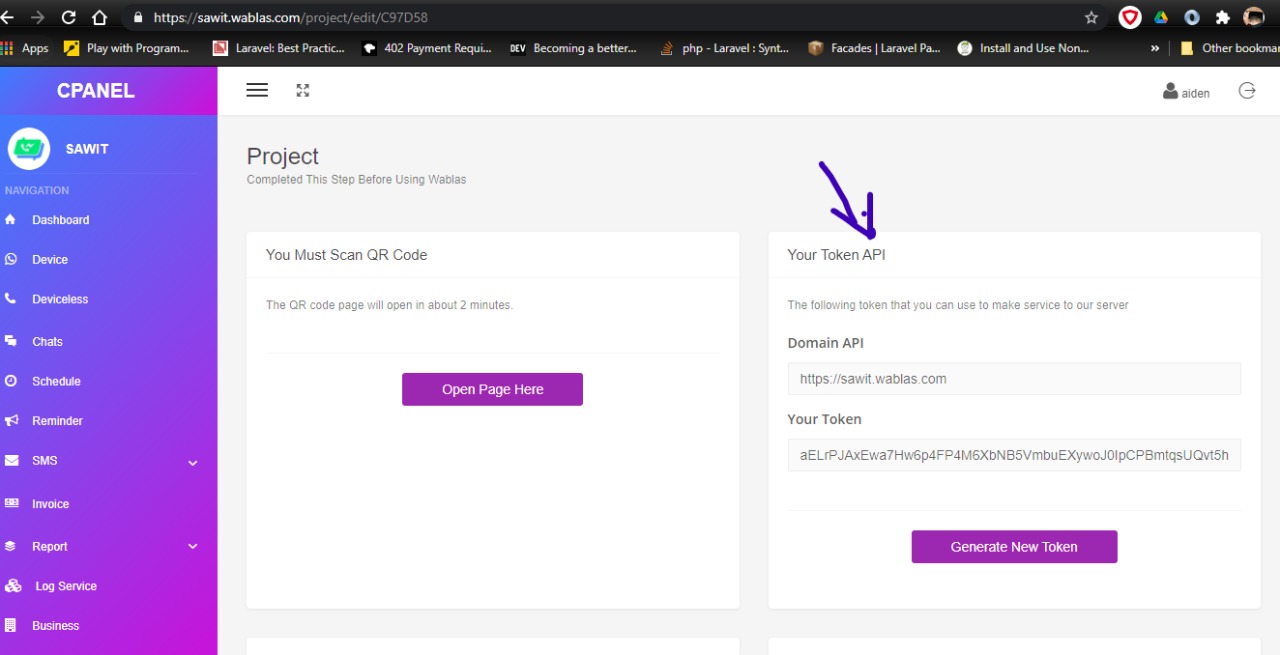 https://sawit.wablas.com/project/edit/C97D58
Apps Play with Program... Laravel: Best Practic... 402 Payment Requi... DEV Becoming a better... php - Laravel : Synt... Facades | Laravel Pa... Install and Use Non... » Other bookmar
CPANEL
aiden
SAWIT
NAVIGATION
Dashboard
Device
Deviceless
Chats
Schedule
Reminder
SMS
Invoice
Report
Log Service
Business
Project
Completed This Step Before Using Wablas
You Must Scan QR Code
The QR code page will open in about 2 minutes.
Open Page Here
Your Token API
The following token that you can use to make service to our server
Domain API
https://sawit.wablas.com
Your Token
aELrPJAxEwa7Hw6p4FP4M6XbNB5VmbuEXywoJ0IpCPBmtqsUQvt5h
Generate New Token